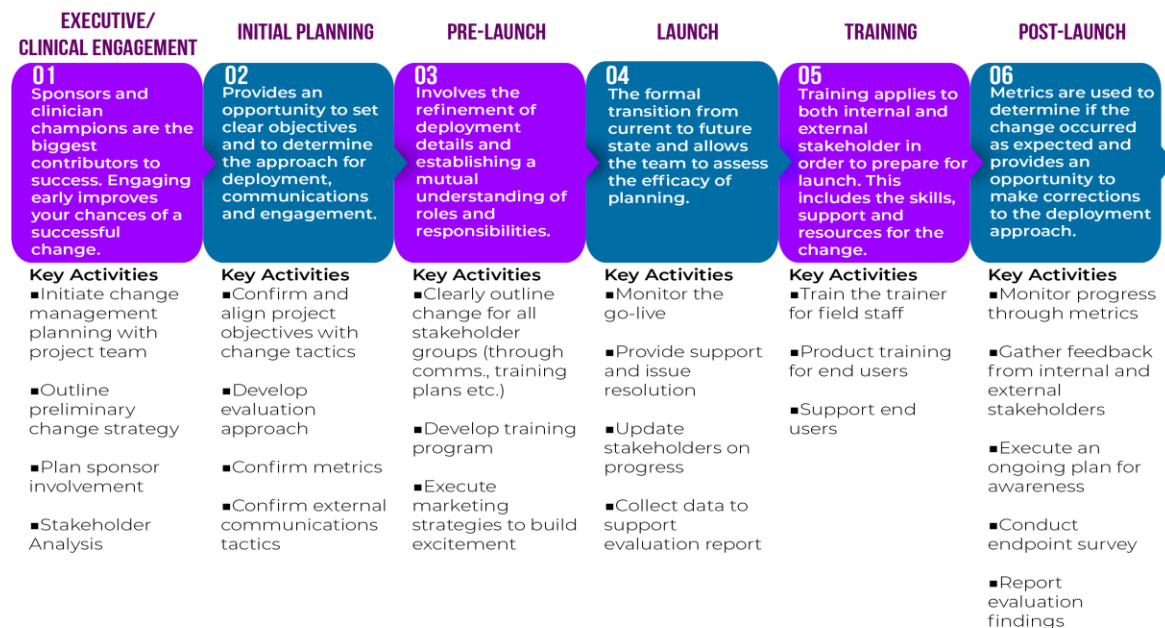 EXECUTIVE/
CLINICAL ENGAGEMENT
01
Sponsors and
clinician
champions are the
biggest
contributors to
success. Engaging
early improves
your chances of a
successful
change.
Key Activities
▪Initiate change
management
planning with
project team
▪Outline
preliminary
change strategy
▪Plan sponsor
involvement
▪Stakeholder
Analysis
INITIAL PLANNING
02
Provides an
opportunity to set
clear objectives
and to determine
the approach for
deployment,
communications
and engagement.
Key Activities
▪Confirm and
align project
objectives with
change tactics
▪Develop
evaluation
approach
▪Confirm metrics
▪Confirm external
communications
tactics
PRE-LAUNCH
03
Involves the
refinement of
deployment
details and
establishing a
mutual
understanding of
roles and
responsibilities.
Key Activities
▪Clearly outline
change for all
stakeholder
groups (through
comms., training
plans etc.)
▪Develop training
program
▪Execute
marketing
strategies to build
excitement
LAUNCH
04
The formal
transition from
current to future
state and allows
the team to assess
the efficacy of
planning.
Key Activities
▪Monitor the
go-live
▪Provide support
and issue
resolution
▪Update
stakeholders on
progress
▪Collect data to
support
evaluation report
TRAINING
05
Training applies to
both internal and
external
stakeholder in
order to prepare for
launch. This
includes the skills,
support and
resources for the
change.
Key Activities
▪Train the trainer
for field staff
▪Product training
for end users
▪Support end
users
POST-LAUNCH
06
Metrics are used to
determine if the
change occurred
as expected and
provides an
opportunity to
make corrections
to the deployment
approach.
Key Activities
▪Monitor progress
through metrics
▪Gather feedback
from internal and
external
stakeholders
▪Execute an
ongoing plan for
awareness
▪Conduct
endpoint survey
▪Report
evaluation
findings